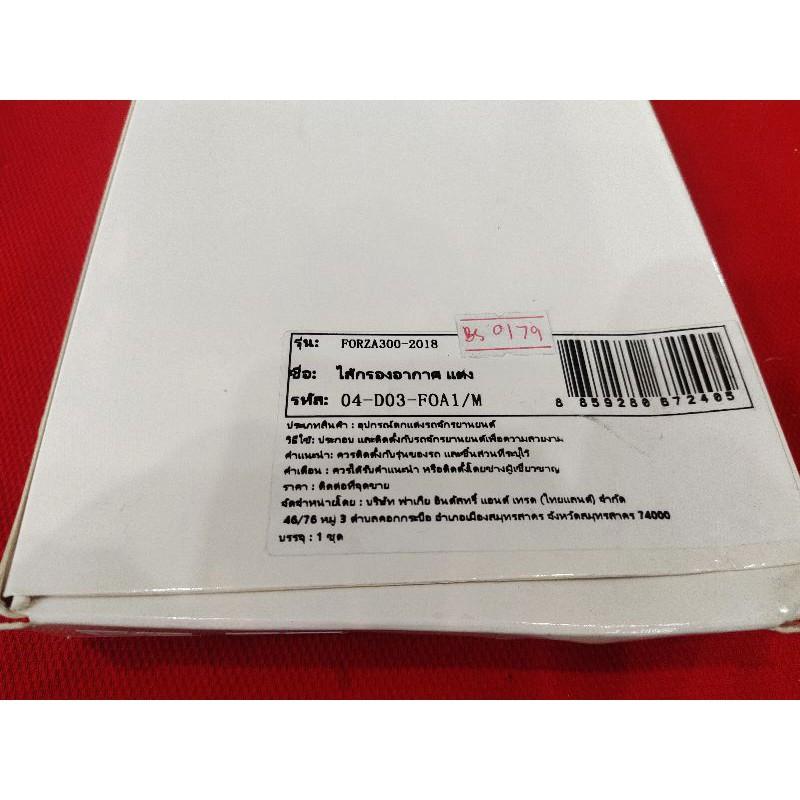 BS 0179
รุ่น: FORZA300-2018
ชื่อ: ไส้กรองอากาศ แต่ง
รหัส: 04-D03-FOA1/M
8 859280 872405
ประเภทสินค้า : อุปกรณ์ตกแต่งรถจักรยานยนต์
วิธีใช้: ประกอบ และติดตั้งกับรถจักรยานยนต์เพื่อความสวยงาม
คำแนะนำ: ควรติดตั้งกับรุ่นของรถ และชิ้นส่วนที่ระบุไว้
คำเตือน : ควรได้รับคำแนะนำ หรือติดตั้งโดยช่างผู้เชี่ยวชาญ
ราคา : ติดต่อที่จุดขาย
จัดจำหน่ายโดย : บริษัท ฟาเกีย อินดัสทรี่ แอนด์ เทรด (ไทยแลนด์) จำกัด
46/76 หมู่ 3 ตำบลคอกกระบือ อำเภอเมืองสมุทรสาคร จังหวัดสมุทรสาคร 74000
บรรจุ : 1 ชุด